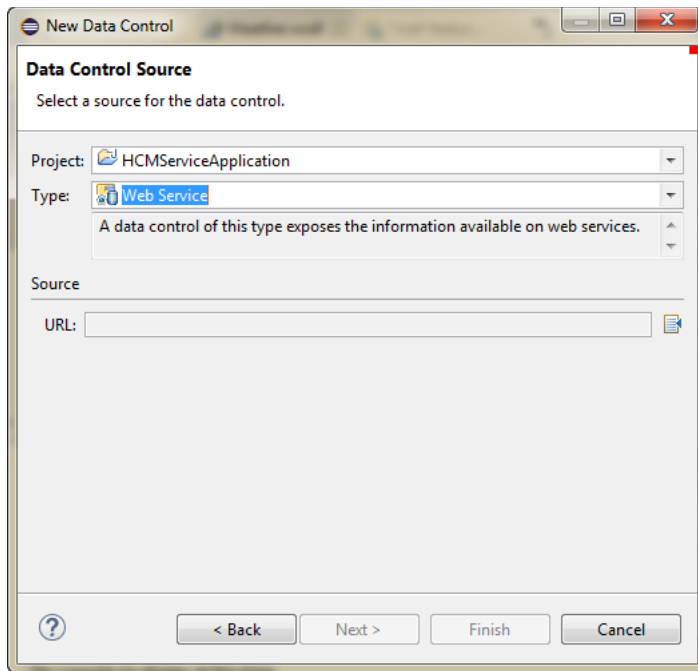 New Data Control
Data Control Source
Select a source for the data control.
Project: HCMServiceApplication
Type: Web Service
A data control of this type exposes the information available on web services.
Source
URL:
< Back Next > Finish Cancel